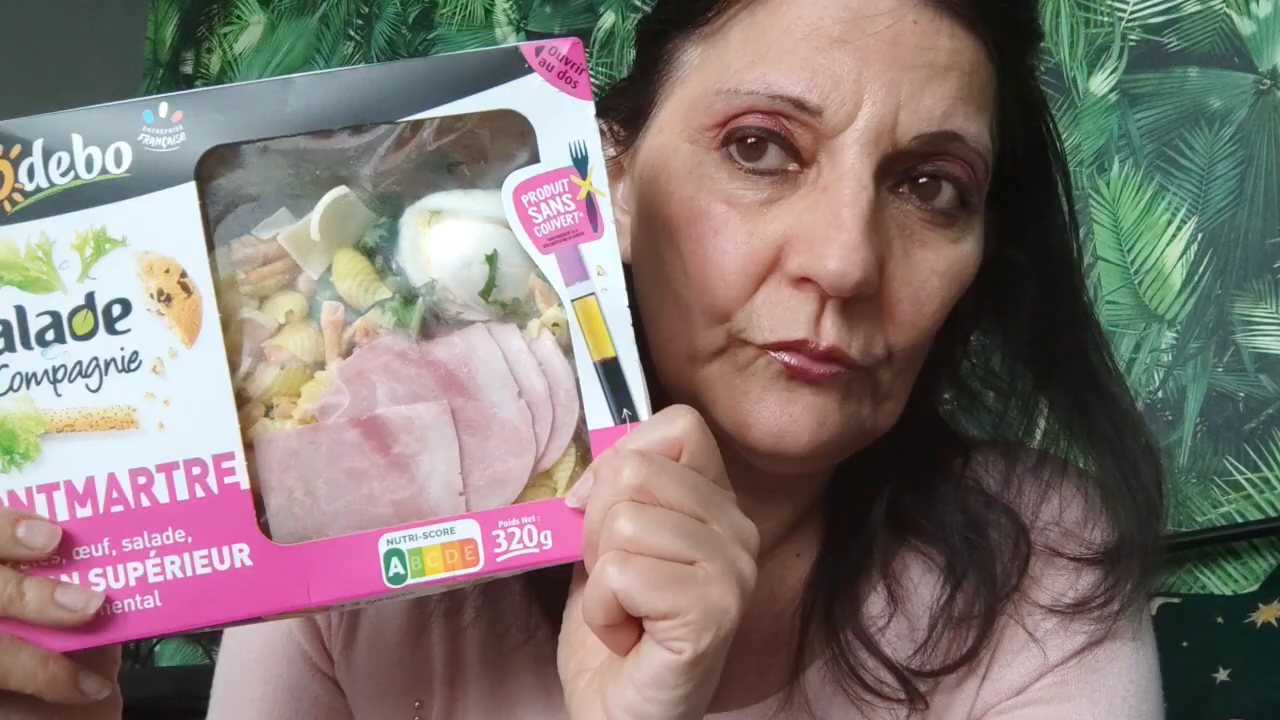 Ouvrir
au dos
odebo
ENTREPRISE
FRANÇAISE
PRODUIT
SANS
COUVERT*
alade
Compagnie
NTMARTRE
œuf, salade,
N SUPÉRIEUR
mental
NUTRI-SCORE
A B C D E
Poids Net :
320g